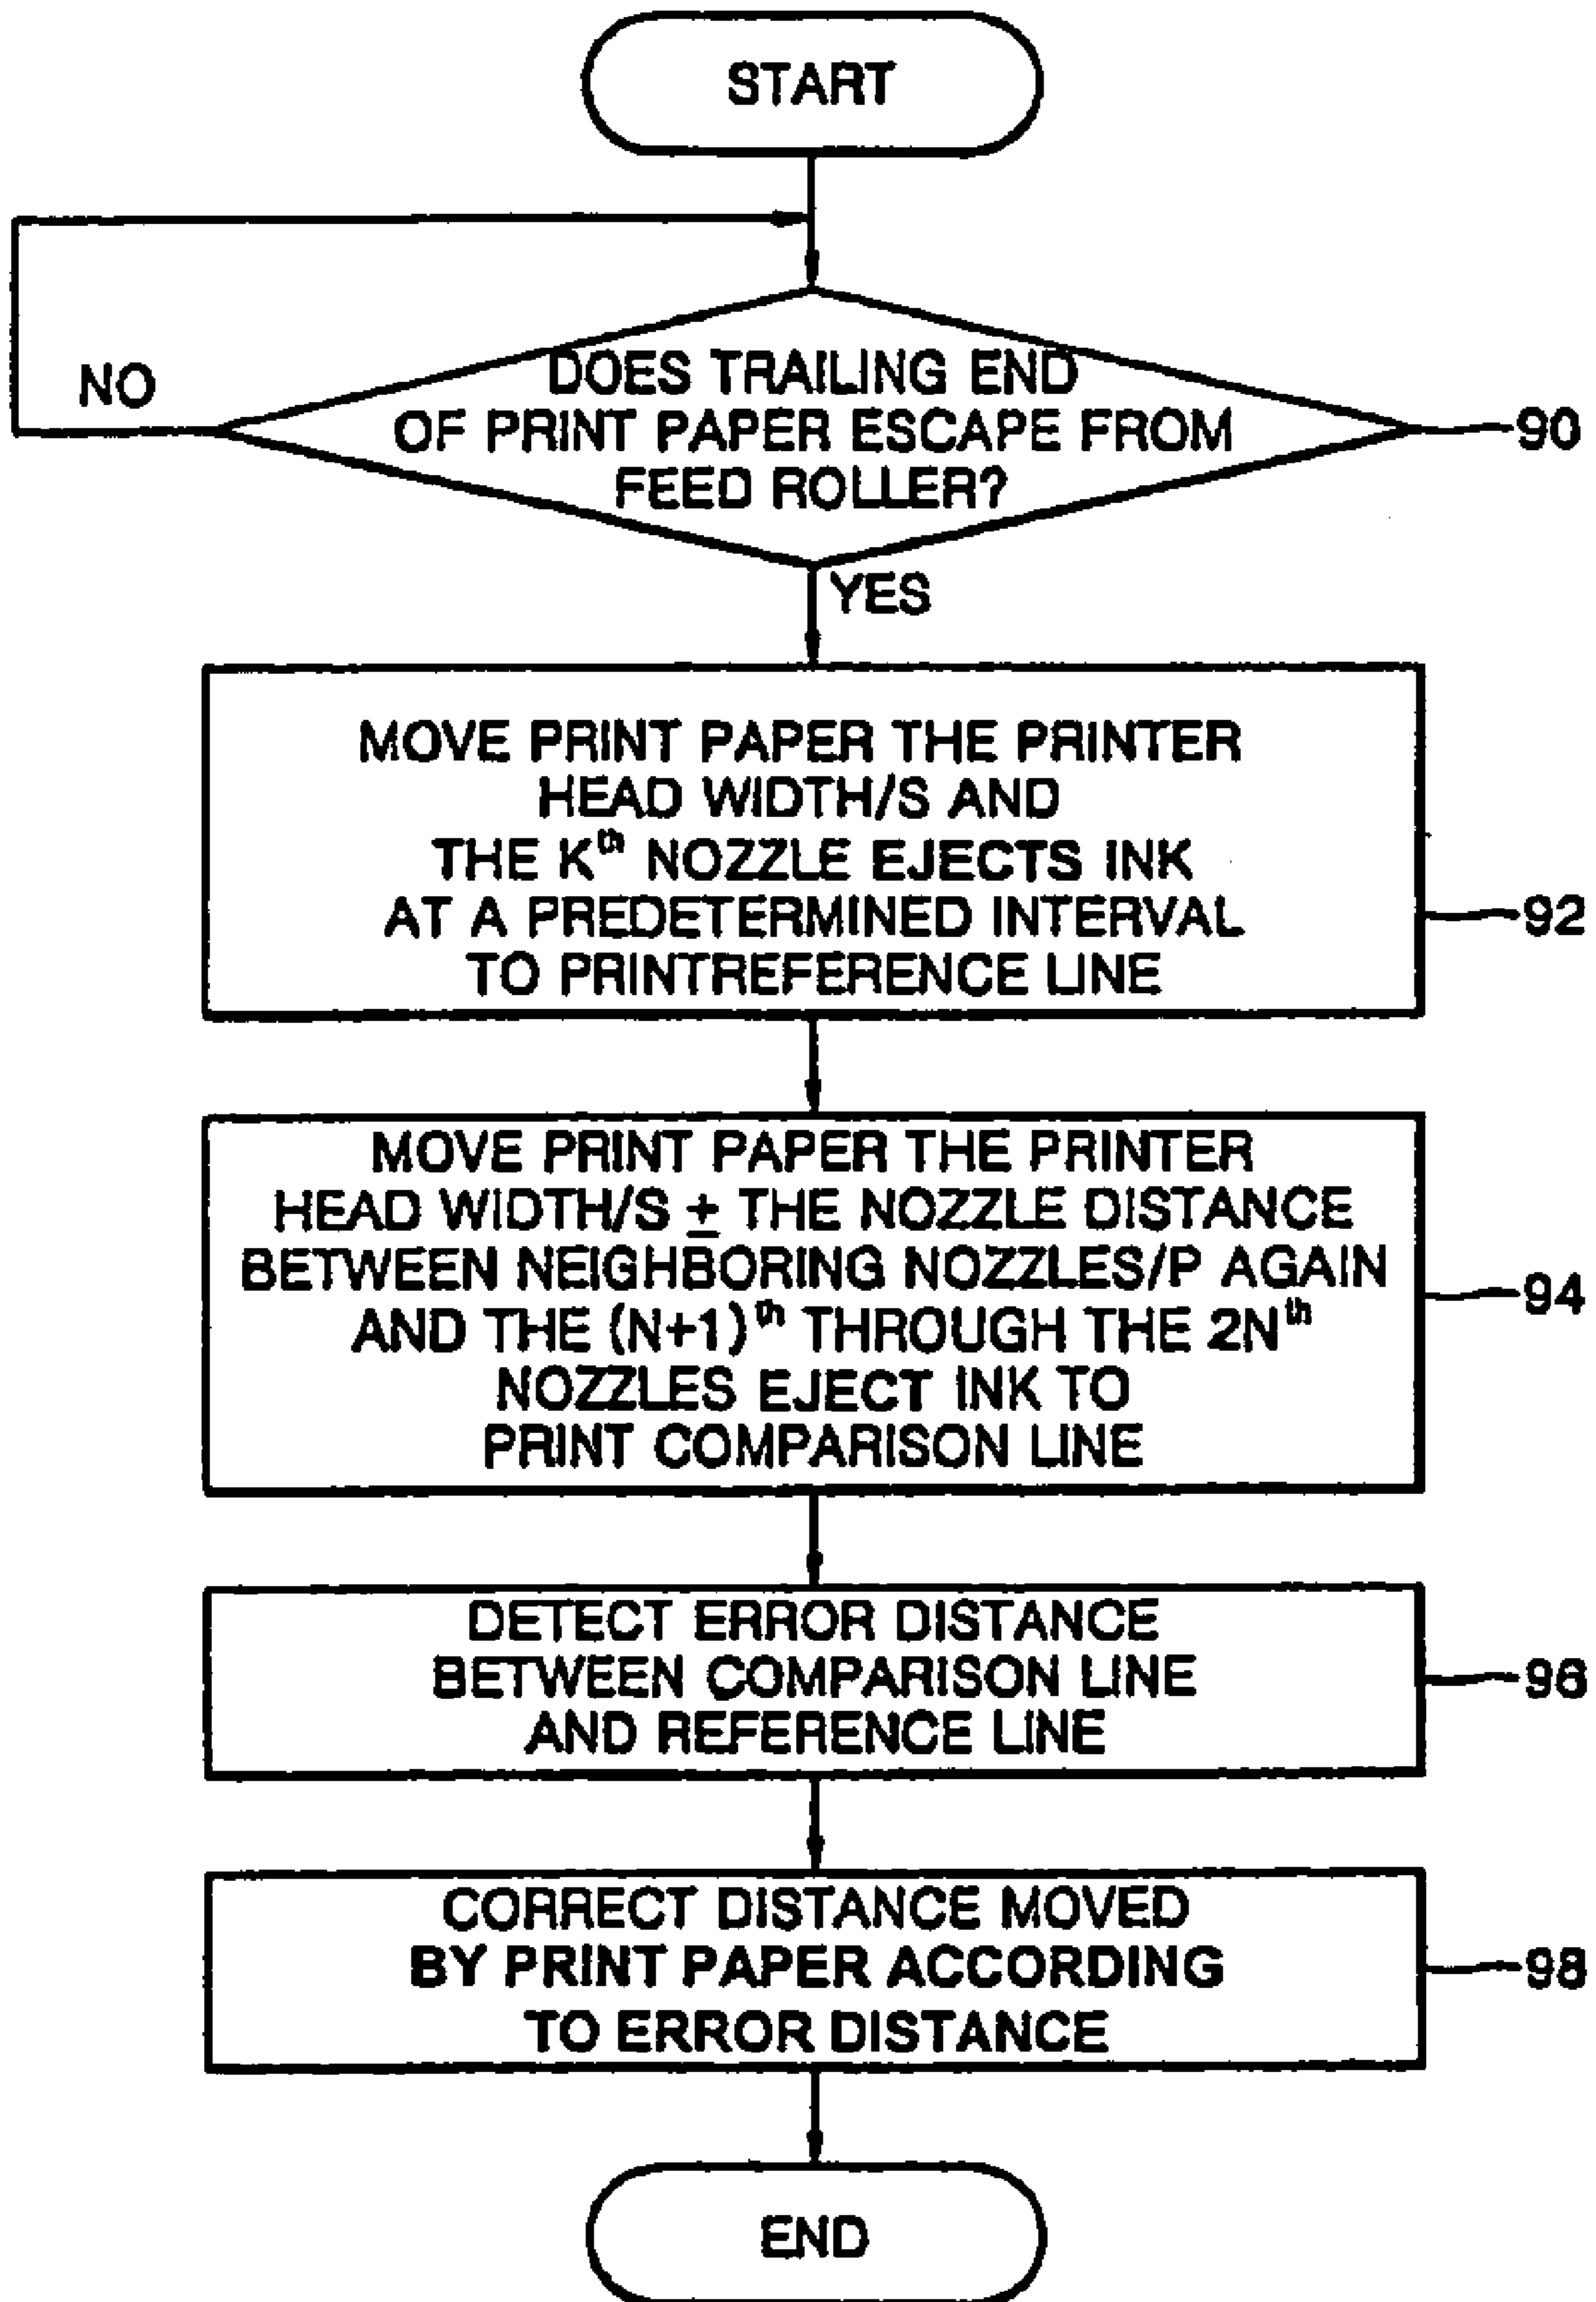 START
NO
DOES TRAILING END
OF PRINT PAPER ESCAPE FROM
FEED ROLLER?
90
YES
MOVE PRINT PAPER THE PRINTER
HEAD WIDTH/S AND
THE Kth NOZZLE EJECTS INK
AT A PREDETERMINED INTERVAL
TO PRINTREFERENCE LINE
92
MOVE PRINT PAPER THE PRINTER
HEAD WIDTH/S ± THE NOZZLE DISTANCE
BETWEEN NEIGHBORING NOZZLES/P AGAIN
AND THE (N+1)th THROUGH THE 2Nth
NOZZLES EJECT INK TO
PRINT COMPARISON LINE
94
DETECT ERROR DISTANCE
BETWEEN COMPARISON LINE
AND REFERENCE LINE
96
CORRECT DISTANCE MOVED
BY PRINT PAPER ACCORDING
TO ERROR DISTANCE
98
END